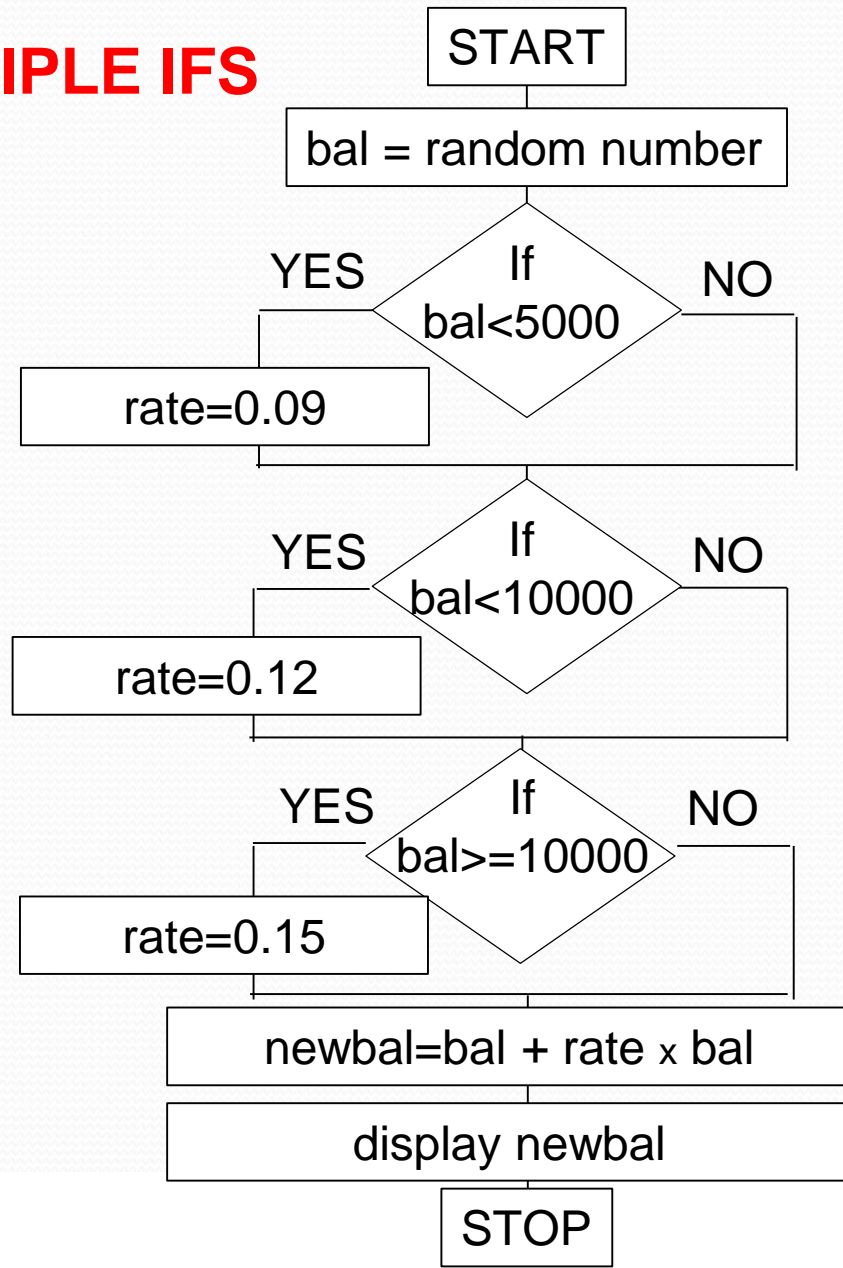 IPLE IFS
START
bal = random number
If
YES
NO
bal<5000
rate=0.09
If
YES
NO
bal<10000
rate=0.12
If
YES
NO
bal>=10000
rate=0.15
newbal=bal + rate x bal
display newbal
STOP